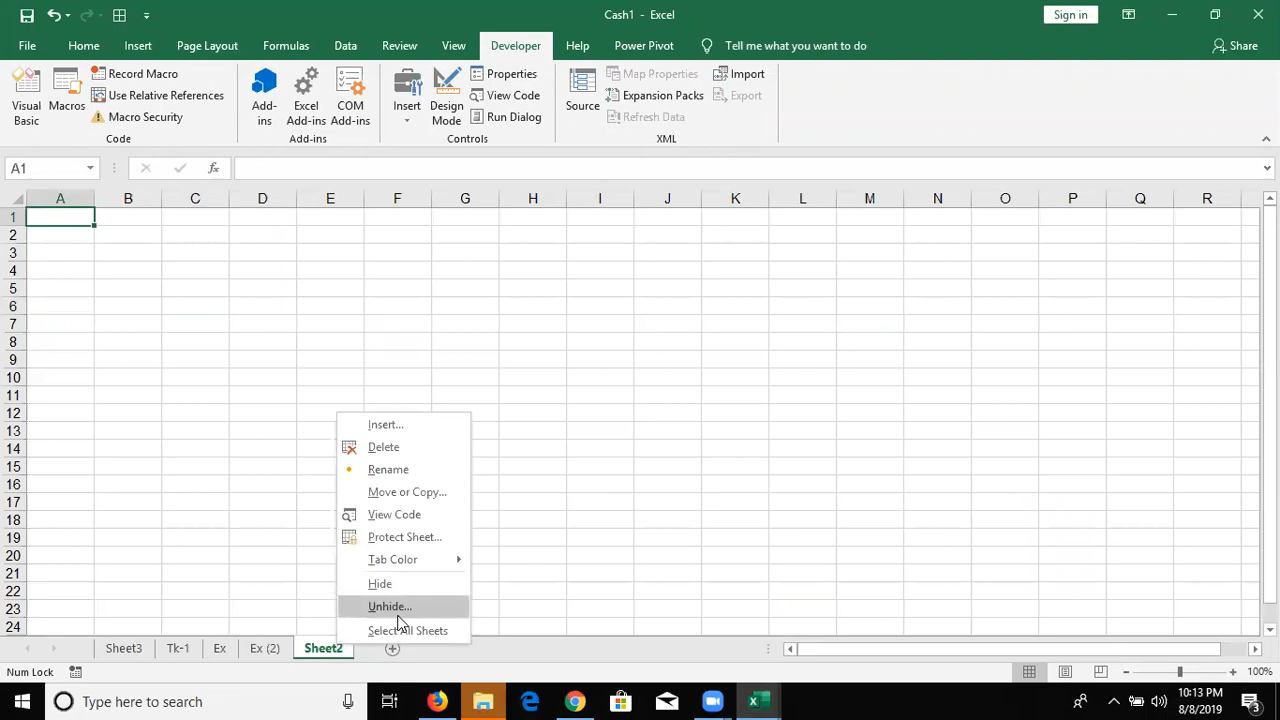 Cash1 - Excel
Sign in
File Home Insert Page Layout Formulas Data Review View Developer Help Power Pivot Tell me what you want to do Share
Visual Basic
Macros
Record Macro
Use Relative References
Macro Security
Code
Add-ins
Excel Add-ins
COM Add-ins
Add-ins
Insert
Design Mode
Properties
View Code
Run Dialog
Controls
Source
Map Properties
Expansion Packs
Refresh Data
Import
Export
XML
A1
fx
A B C D E F G H I J K L M N O P Q R
1
2
3
4
5
6
7
8
9
10
11
12
13
14
15
16
17
18
19
20
21
22
23
24
Insert...
Delete
Rename
Move or Copy...
View Code
Protect Sheet...
Tab Color
Hide
Unhide...
Select All Sheets
Sheet3 Tk-1 Ex Ex (2) Sheet2
Num Lock
100%
Type here to search
10:13 PM
8/8/2019
3